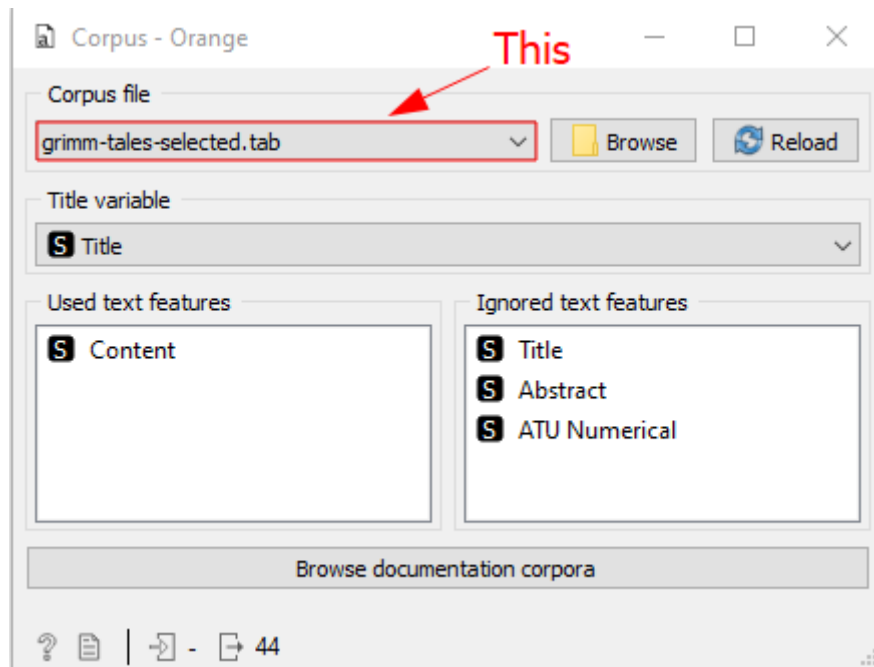 Corpus - Orange
This
Corpus file
grimm-tales-selected.tab
Browse
Reload
Title variable
S Title
Used text features
Ignored text features
S Content
S Title
S Abstract
S ATU Numerical
Browse documentation corpora
? - 44